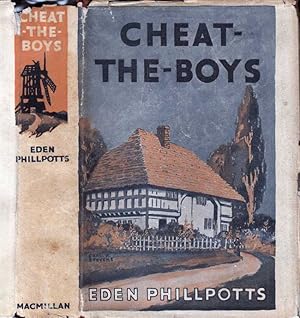 CHEAT
-THE-
BOYS
EDEN
PHILLPOTTS
MACMILLAN
CHEAT-
THE-BOYS
EDEN PHILLPOTTS